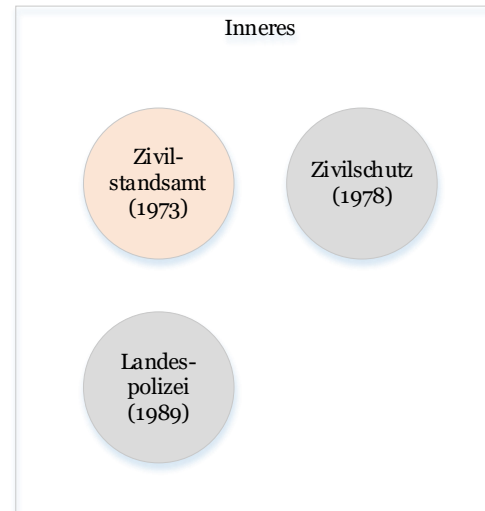 Inneres
Zivil-
standsamt
(1973)
Zivilschutz
(1978)
Landes-
polizei
(1989)